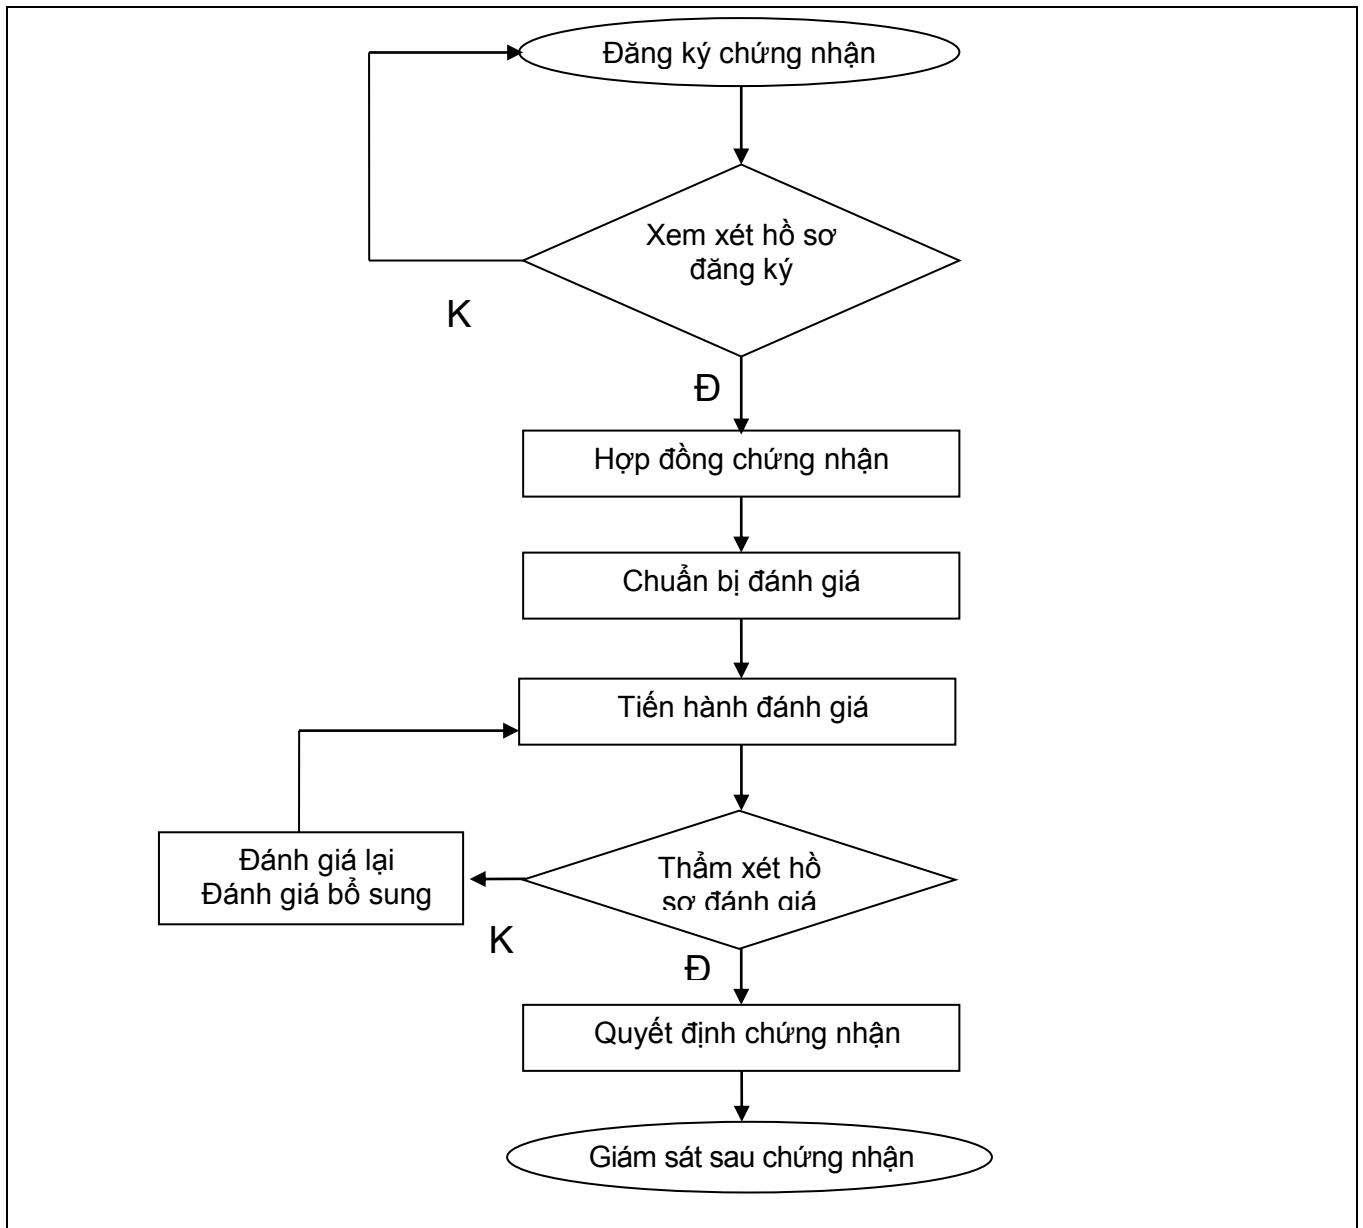 Đăng ký chứng nhận
Xem xét hồ sơ
đăng ký
K
Đ
Hợp đồng chứng nhận
Chuẩn bị đánh giá
Tiến hành đánh giá
Thẩm xét hồ
sơ đánh giá
Đánh giá lại
Đánh giá bổ sung
K
Đ
Quyết định chứng nhận
Giám sát sau chứng nhận